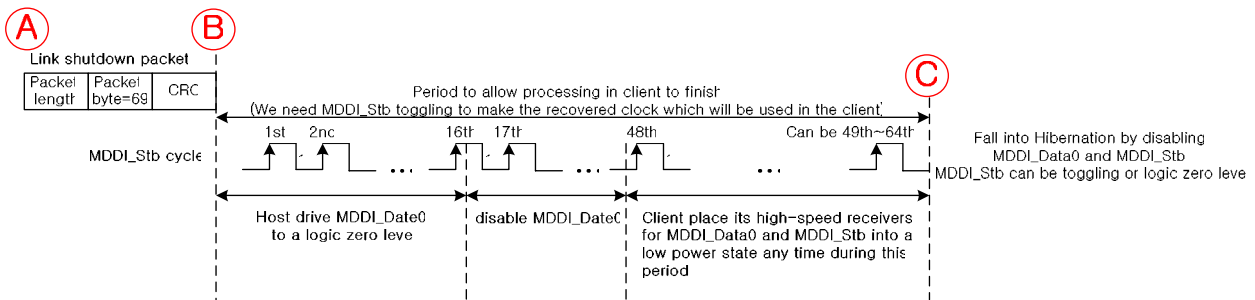 A
B
Link shutdown packet
Packet length
Packet byte=69
CRC
C
Period to allow processing in client to finish
(We need MDDI_Stb toggling to make the recovered clock which will be used in the client)
1st
2nd
16th
17th
48th
Can be 49th~64th
MDDI_Stb cycle
Fall into Hibernation by disabling
MDDI_Data0 and MDDI_Stb
MDDI_Stb can be toggling or logic zero leve
Host drive MDDI_Date0
to a logic zero leve
disable MDDI_Date0
Client place its high-speed receivers
for MDDI_Data0 and MDDI_Stb into a
low power state any time during this
period